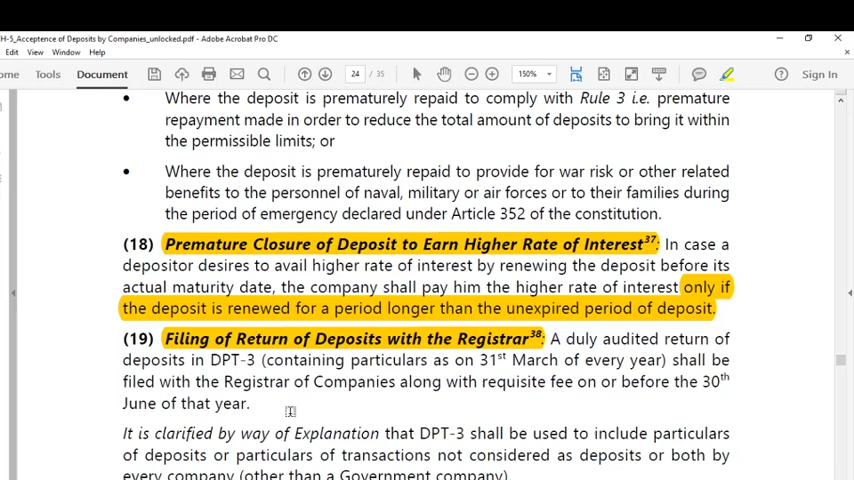 H-5_Acceptance of Deposits by Companies_unlocked.pdf - Adobe Acrobat Pro DC
dit View Window Help
ome Tools Document 24 / 35 150% Sign In
• Where the deposit is prematurely repaid to comply with Rule 3 i.e. premature
repayment made in order to reduce the total amount of deposits to bring it within
the permissible limits; or
• Where the deposit is prematurely repaid to provide for war risk or other related
benefits to the personnel of naval, military or air forces or to their families during
the period of emergency declared under Article 352 of the constitution.
(18) Premature Closure of Deposit to Earn Higher Rate of Interest³⁷: In case a
depositor desires to avail higher rate of interest by renewing the deposit before its
actual maturity date, the company shall pay him the higher rate of interest only if
the deposit is renewed for a period longer than the unexpired period of deposit.
(19) Filing of Return of Deposits with the Registrar³⁸: A duly audited return of
deposits in DPT-3 (containing particulars as on 31st March of every year) shall be
filed with the Registrar of Companies along with requisite fee on or before the 30th
June of that year.
It is clarified by way of Explanation that DPT-3 shall be used to include particulars
of deposits or particulars of transactions not considered as deposits or both by
every company (other than a Government company).